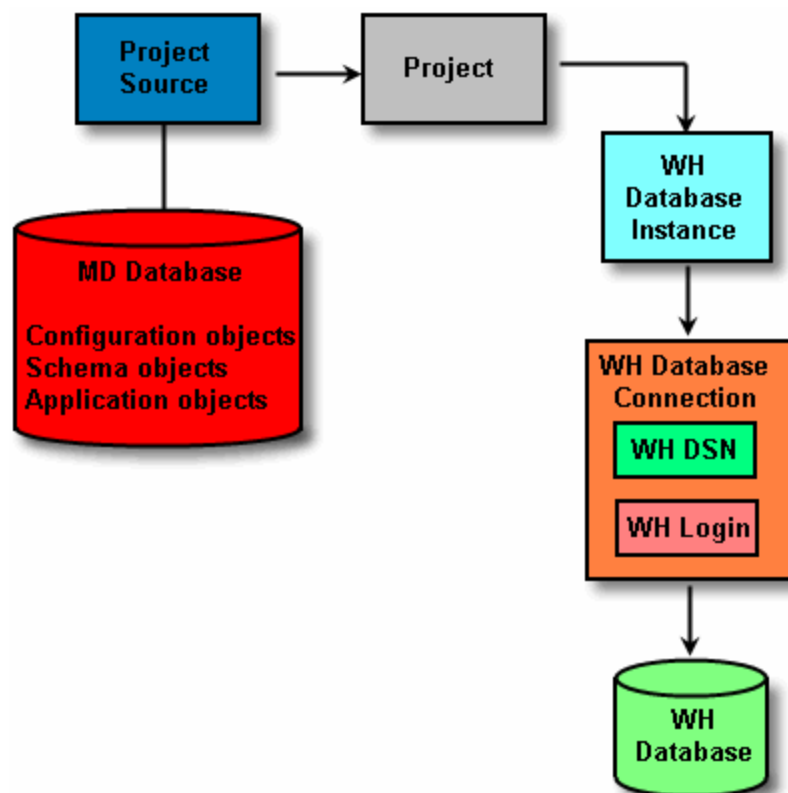 Project
Source
Project
WH
Database
Instance
MD Database
Configuration objects
Schema objects
Application objects
WH Database
Connection
WH DSN
WH Login
WH
Database